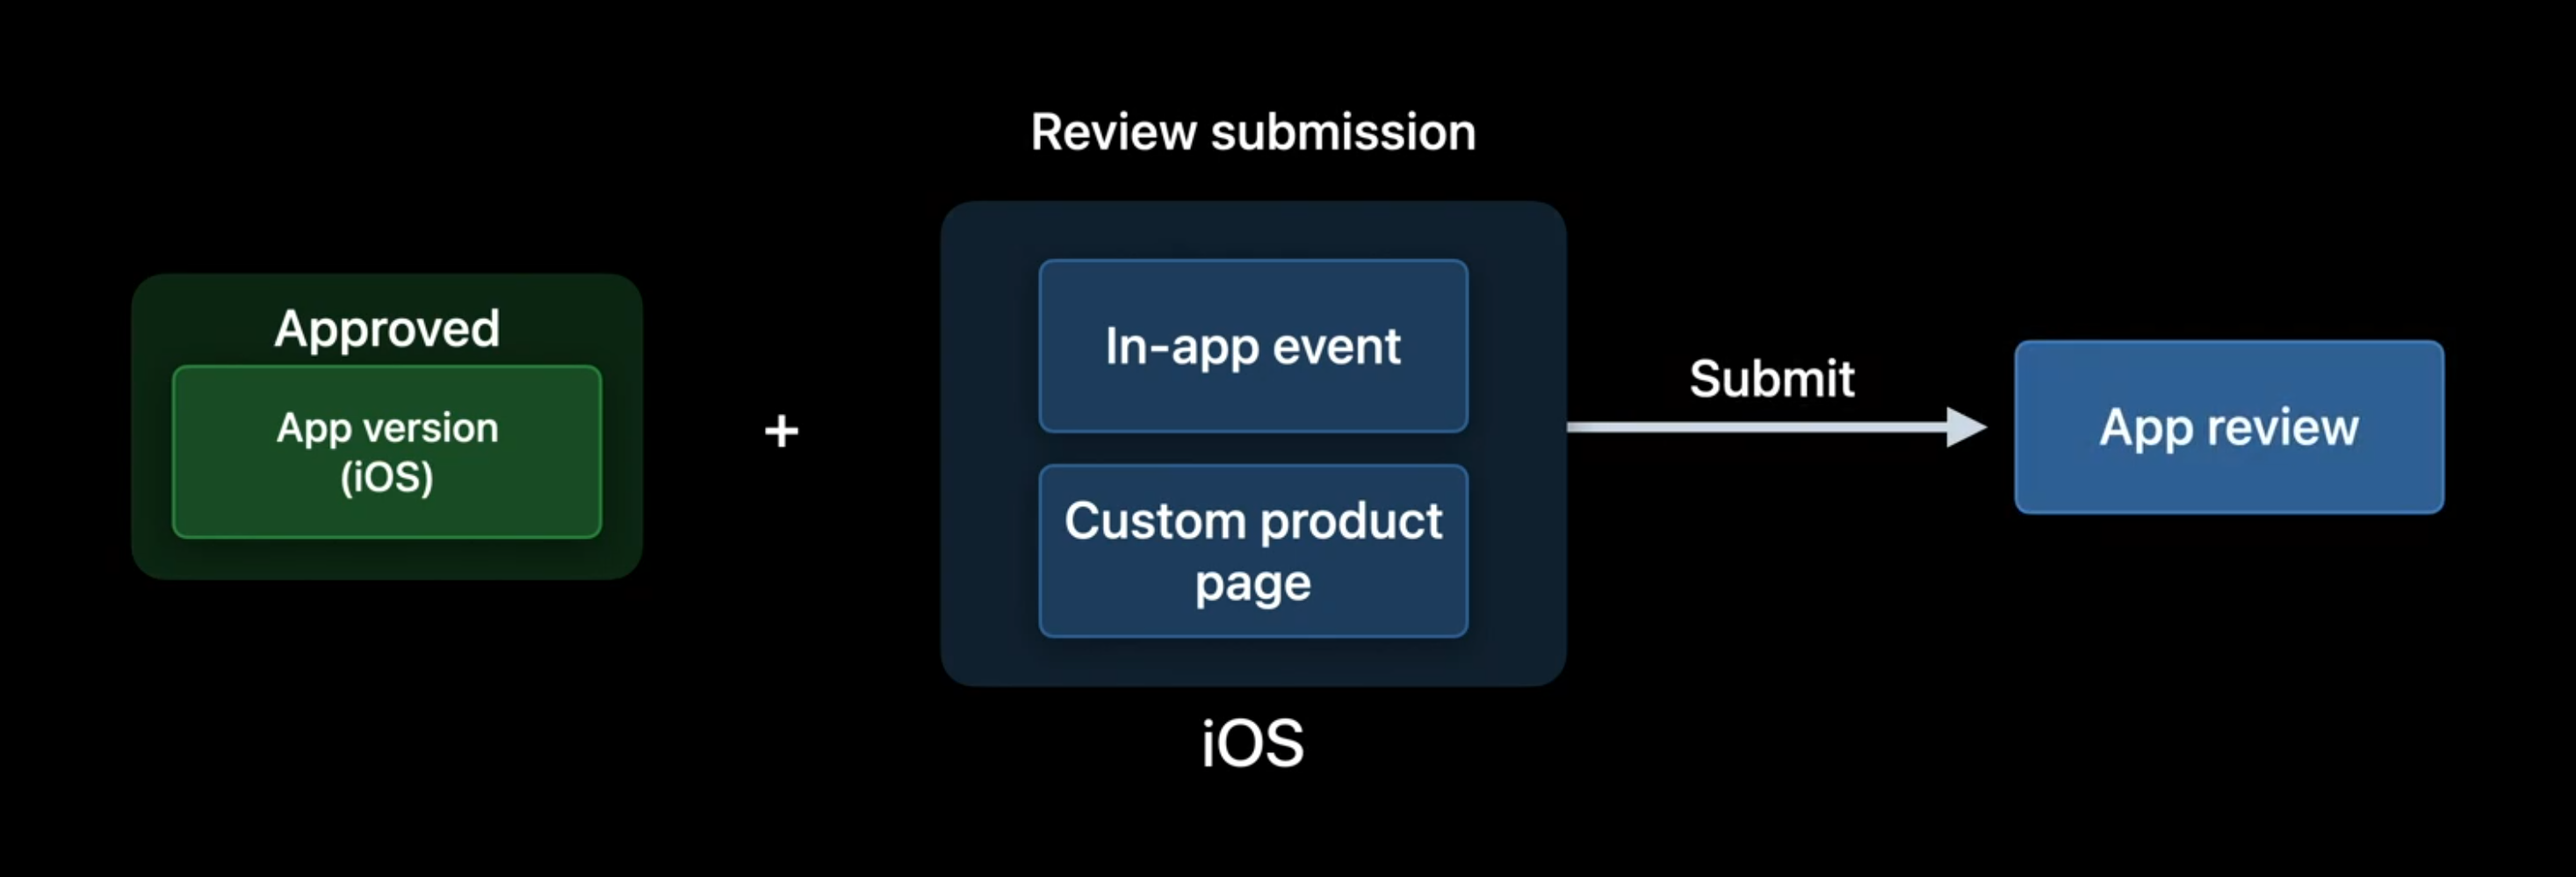 Review submission
Approved
App version
(iOS)
+
In-app event
Custom product
page
iOS
Submit
App review